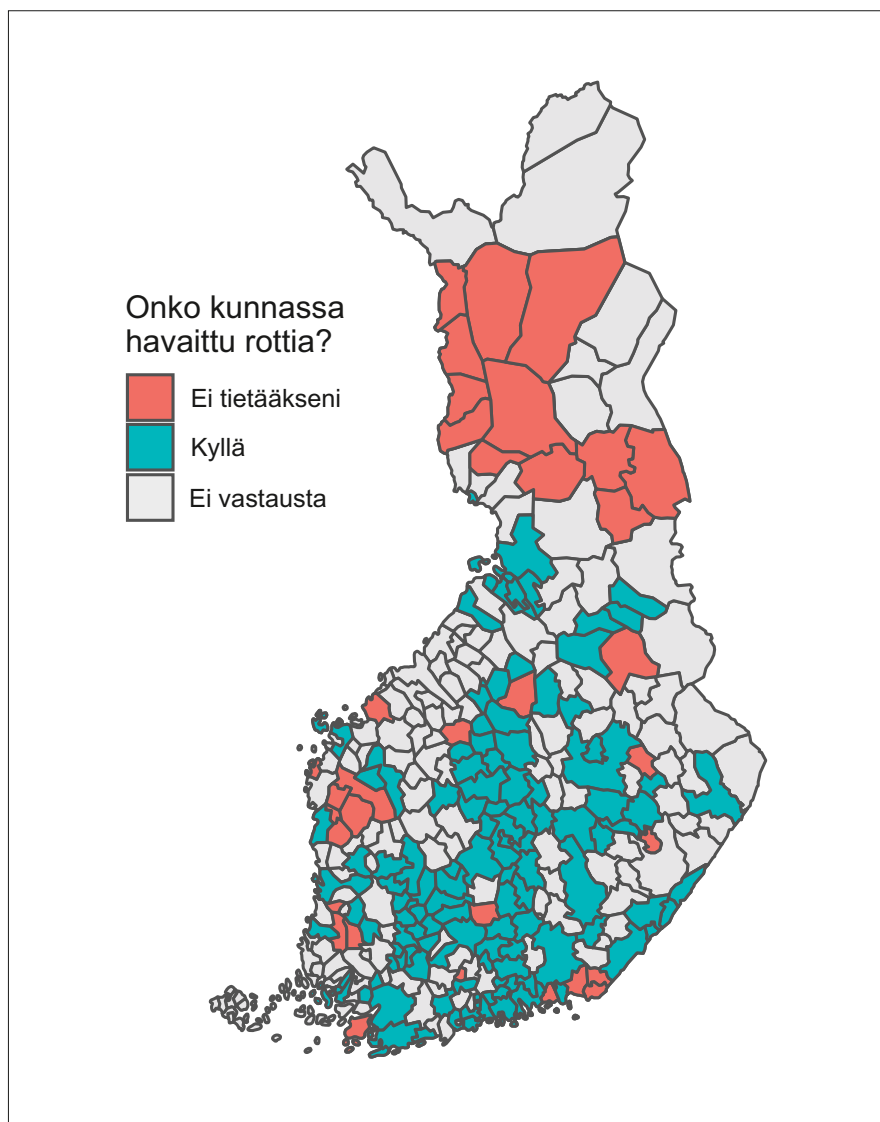 Onko kunnassa
havaittu rottia?
Ei tietääkseni
Kyllä
Ei vastausta